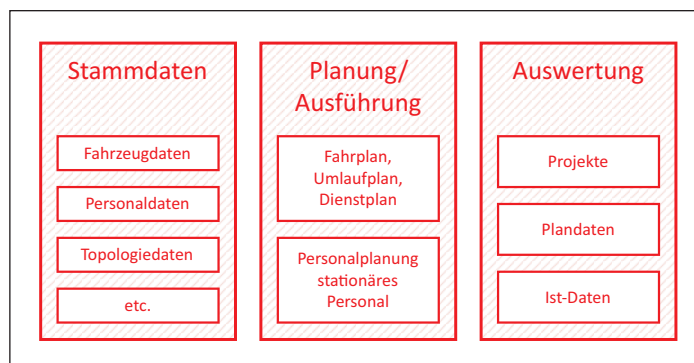 Stammdaten
Fahrzeugdaten
Personaldaten
Topologiedaten
etc.
Planung/
Ausführung
Fahrplan,
Umlaufplan,
Dienstplan
Personalplanung
stationäres
Personal
Auswertung
Projekte
Plandaten
Ist-Daten